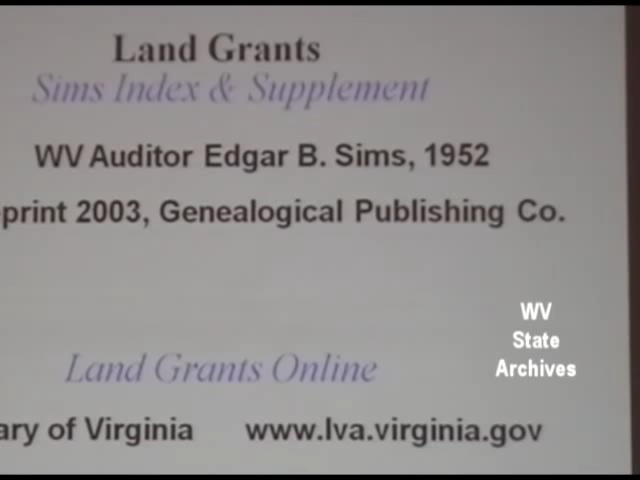 Land Grants
Sims Index & Supplement
WV Auditor Edgar B. Sims, 1952
print 2003, Genealogical Publishing Co.
WV
State
Archives
Land Grants Online
ary of Virginia www.lva.virginia.gov